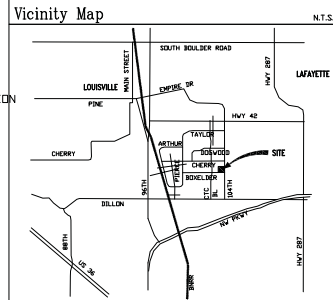 Vicinity Map
N.T.S.
SOUTH BOULDER ROAD
MAIN STREET
HWY 287
LOUISVILLE
LAFAYETTE
EMPIRE DR
ION
PINE
HWY 42
TAYLOR
ARTHUR
DOGWOOD
SITE
CHERRY
PIERCE
CHERRY
BOXELDER
96TH
CTC BL
104TH
DILLON
NW PKWY
88TH
US 36
HWY 287
BNRR